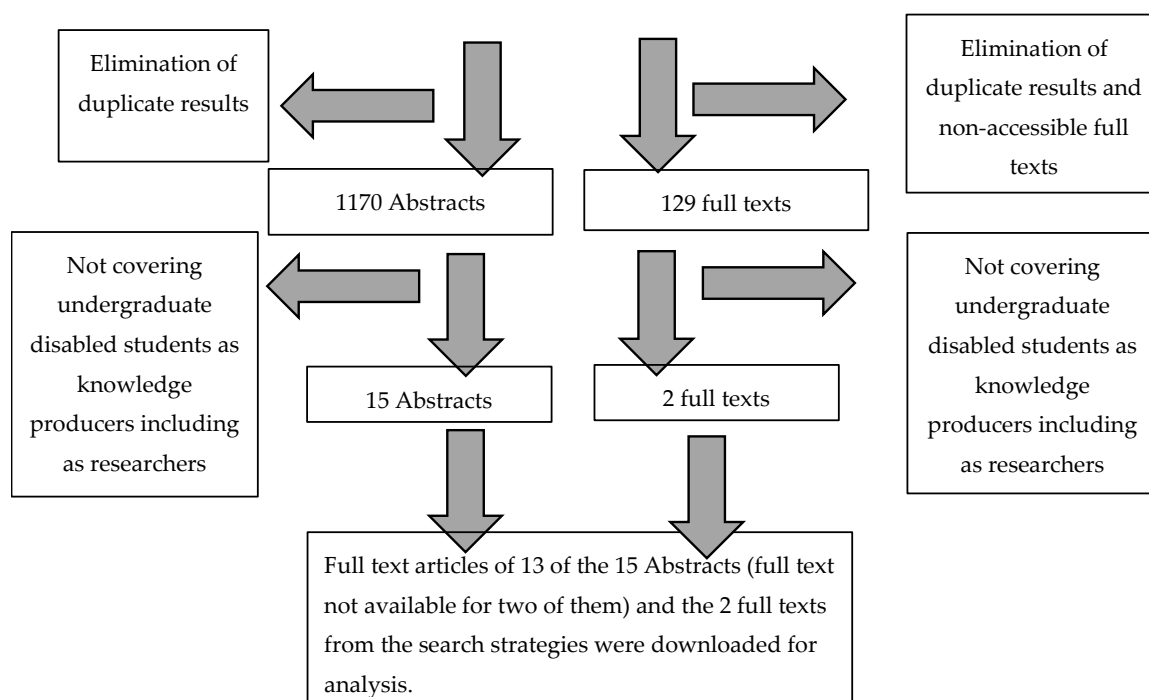 Elimination of
duplicate results
Elimination of
duplicate results and
non-accessible full
texts
1170 Abstracts
129 full texts
Not covering
undergraduate
disabled students as
knowledge
producers including
as researchers
Not covering
undergraduate
disabled students as
knowledge
producers including
as researchers
15 Abstracts
2 full texts
Full text articles of 13 of the 15 Abstracts (full text
not available for two of them) and the 2 full texts
from the search strategies were downloaded for
analysis.